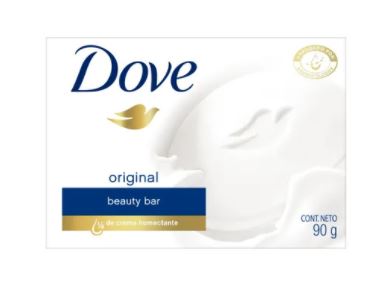 Dove
original
beauty bar
de crema humectante
CONT. NETO
90 g